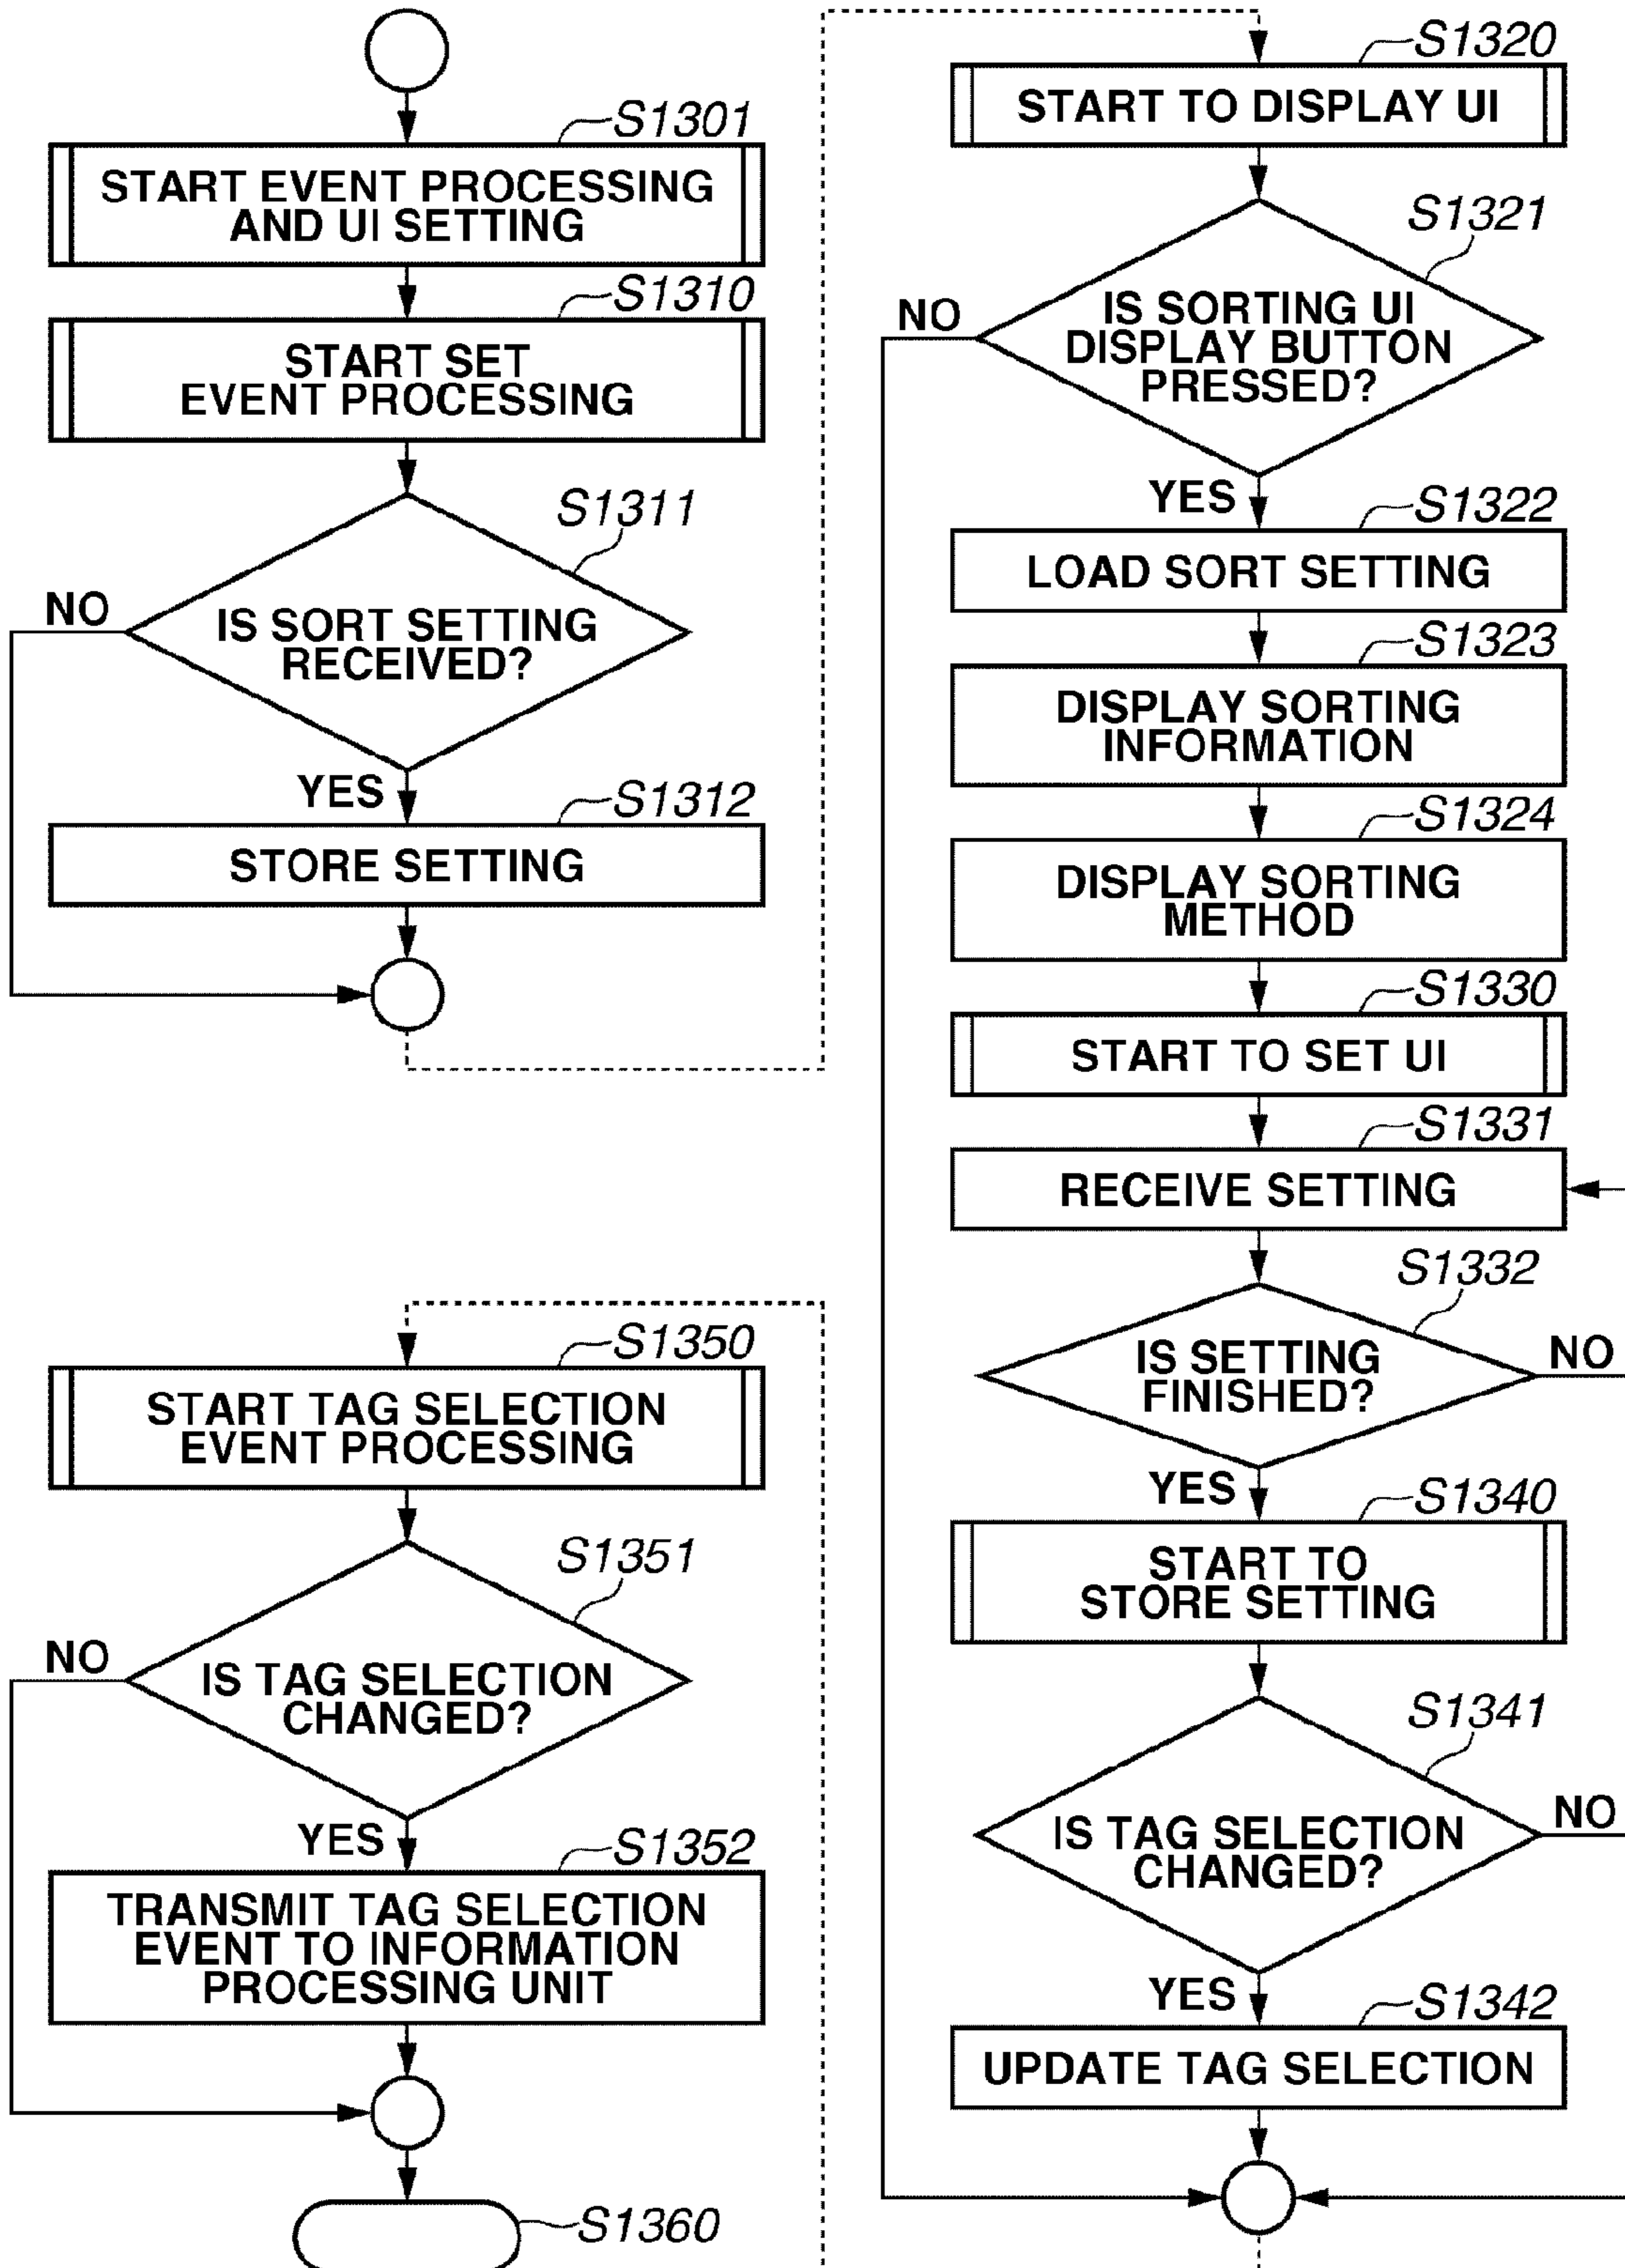 S1301
START EVENT PROCESSING
AND UI SETTING
S1310
START SET
EVENT PROCESSING
S1311
NO
IS SORT SETTING
RECEIVED?
YES
S1312
STORE SETTING
S1320
START TO DISPLAY UI
S1321
NO
IS SORTING UI
DISPLAY BUTTON
PRESSED?
YES
S1322
LOAD SORT SETTING
S1323
DISPLAY SORTING
INFORMATION
S1324
DISPLAY SORTING
METHOD
S1330
START TO SET UI
S1331
RECEIVE SETTING
S1332
IS SETTING
FINISHED?
NO
YES
S1340
START TO
STORE SETTING
S1341
IS TAG SELECTION
CHANGED?
NO
YES
S1342
UPDATE TAG SELECTION
S1350
START TAG SELECTION
EVENT PROCESSING
S1351
NO
IS TAG SELECTION
CHANGED?
YES
S1352
TRANSMIT TAG SELECTION
EVENT TO INFORMATION
PROCESSING UNIT
S1360